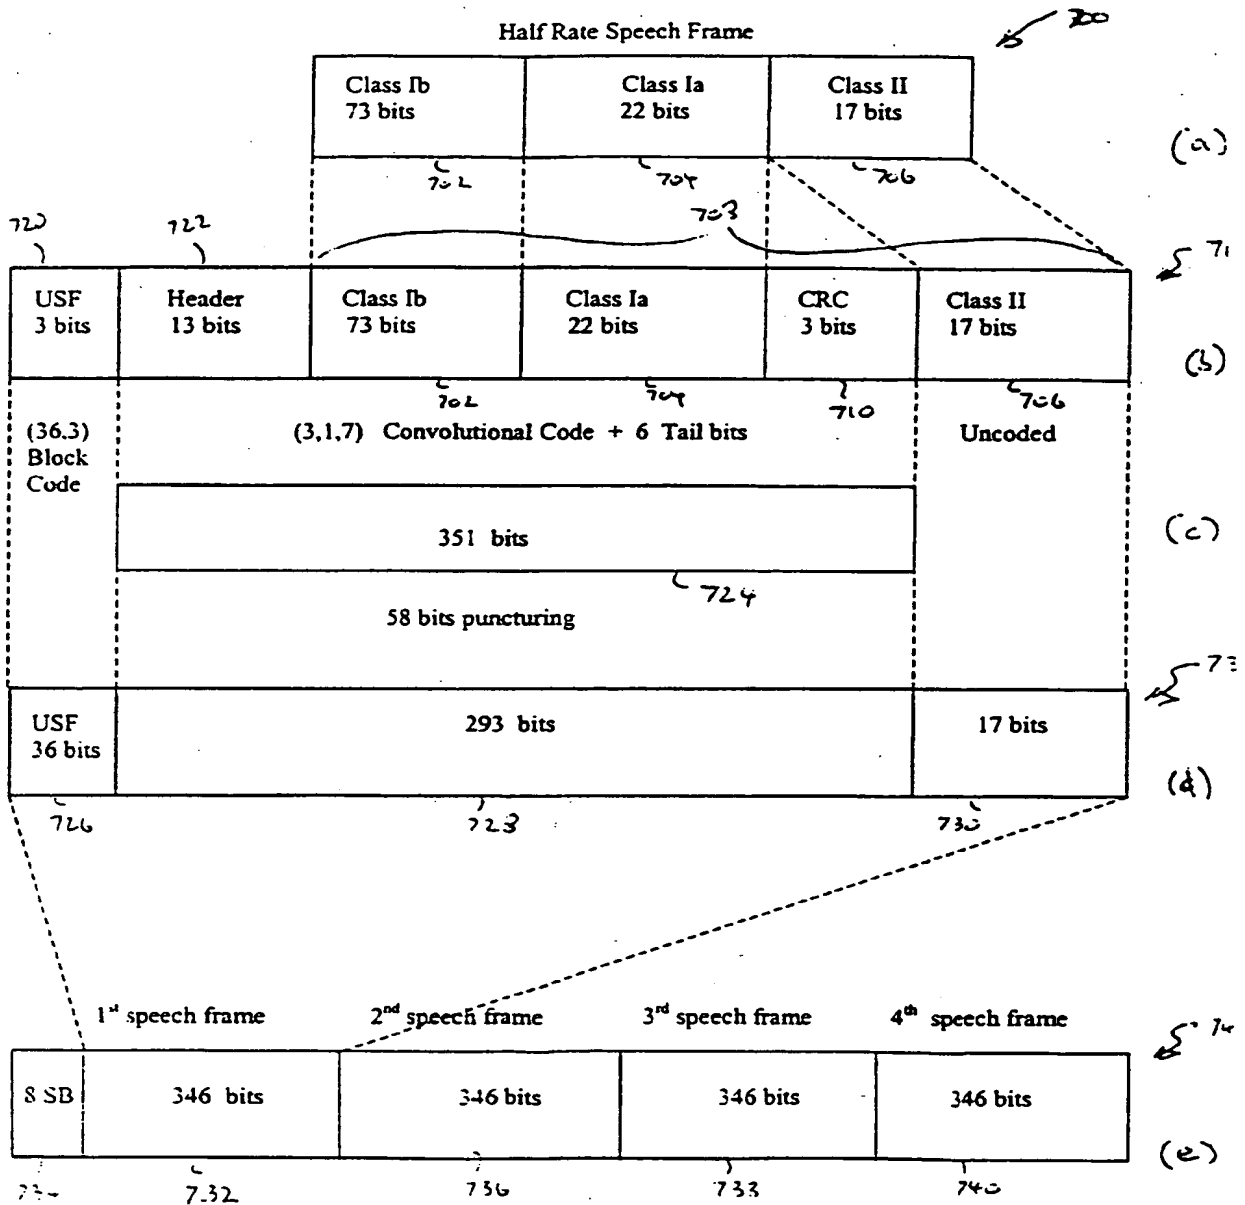 Half Rate Speech Frame
700
Class Ib Class Ia Class II
73 bits 22 bits 17 bits
(a)
702 704 706
708
720 722
71
USF Header Class Ib Class Ia CRC Class II
3 bits 13 bits 73 bits 22 bits 3 bits 17 bits
(b)
702 704 710 706
(36.3) (3,1,7) Convolutional Code + 6 Tail bits Uncoded
Block
Code
351 bits
(c)
724
58 bits puncturing
73
USF 293 bits 17 bits
36 bits
(d)
726 728 730
1st speech frame 2nd speech frame 3rd speech frame 4th speech frame
74
8 SB 346 bits 346 bits 346 bits 346 bits
(e)
732 736 738 740